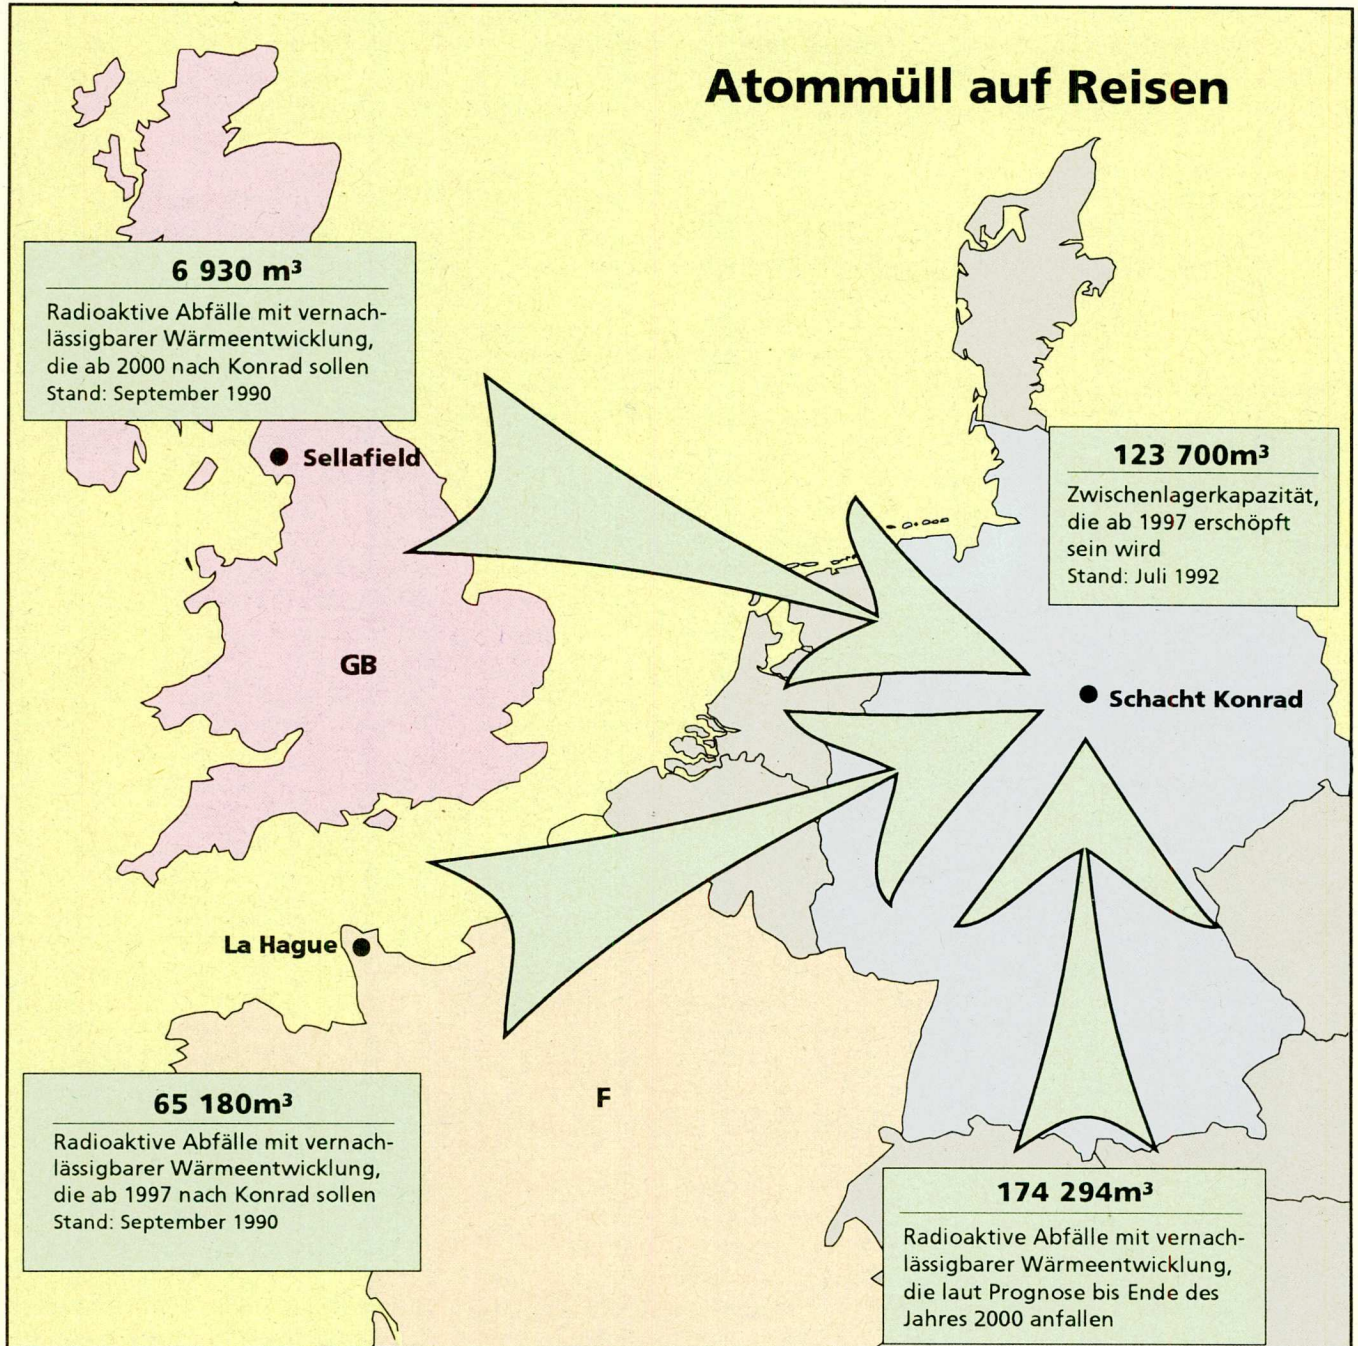 Atommüll auf Reisen
6 930 m³
Radioaktive Abfälle mit vernach-
lässigbarer Wärmeentwicklung,
die ab 2000 nach Konrad sollen
Stand: September 1990
Sellafield
123 700m³
Zwischenlagerkapazität,
die ab 1997 erschöpft
sein wird
Stand: Juli 1992
GB
Schacht Konrad
La Hague
F
65 180m³
Radioaktive Abfälle mit vernach-
lässigbarer Wärmeentwicklung,
die ab 1997 nach Konrad sollen
Stand: September 1990
174 294m³
Radioaktive Abfälle mit vernach-
lässigbarer Wärmeentwicklung,
die laut Prognose bis Ende des
Jahres 2000 anfallen